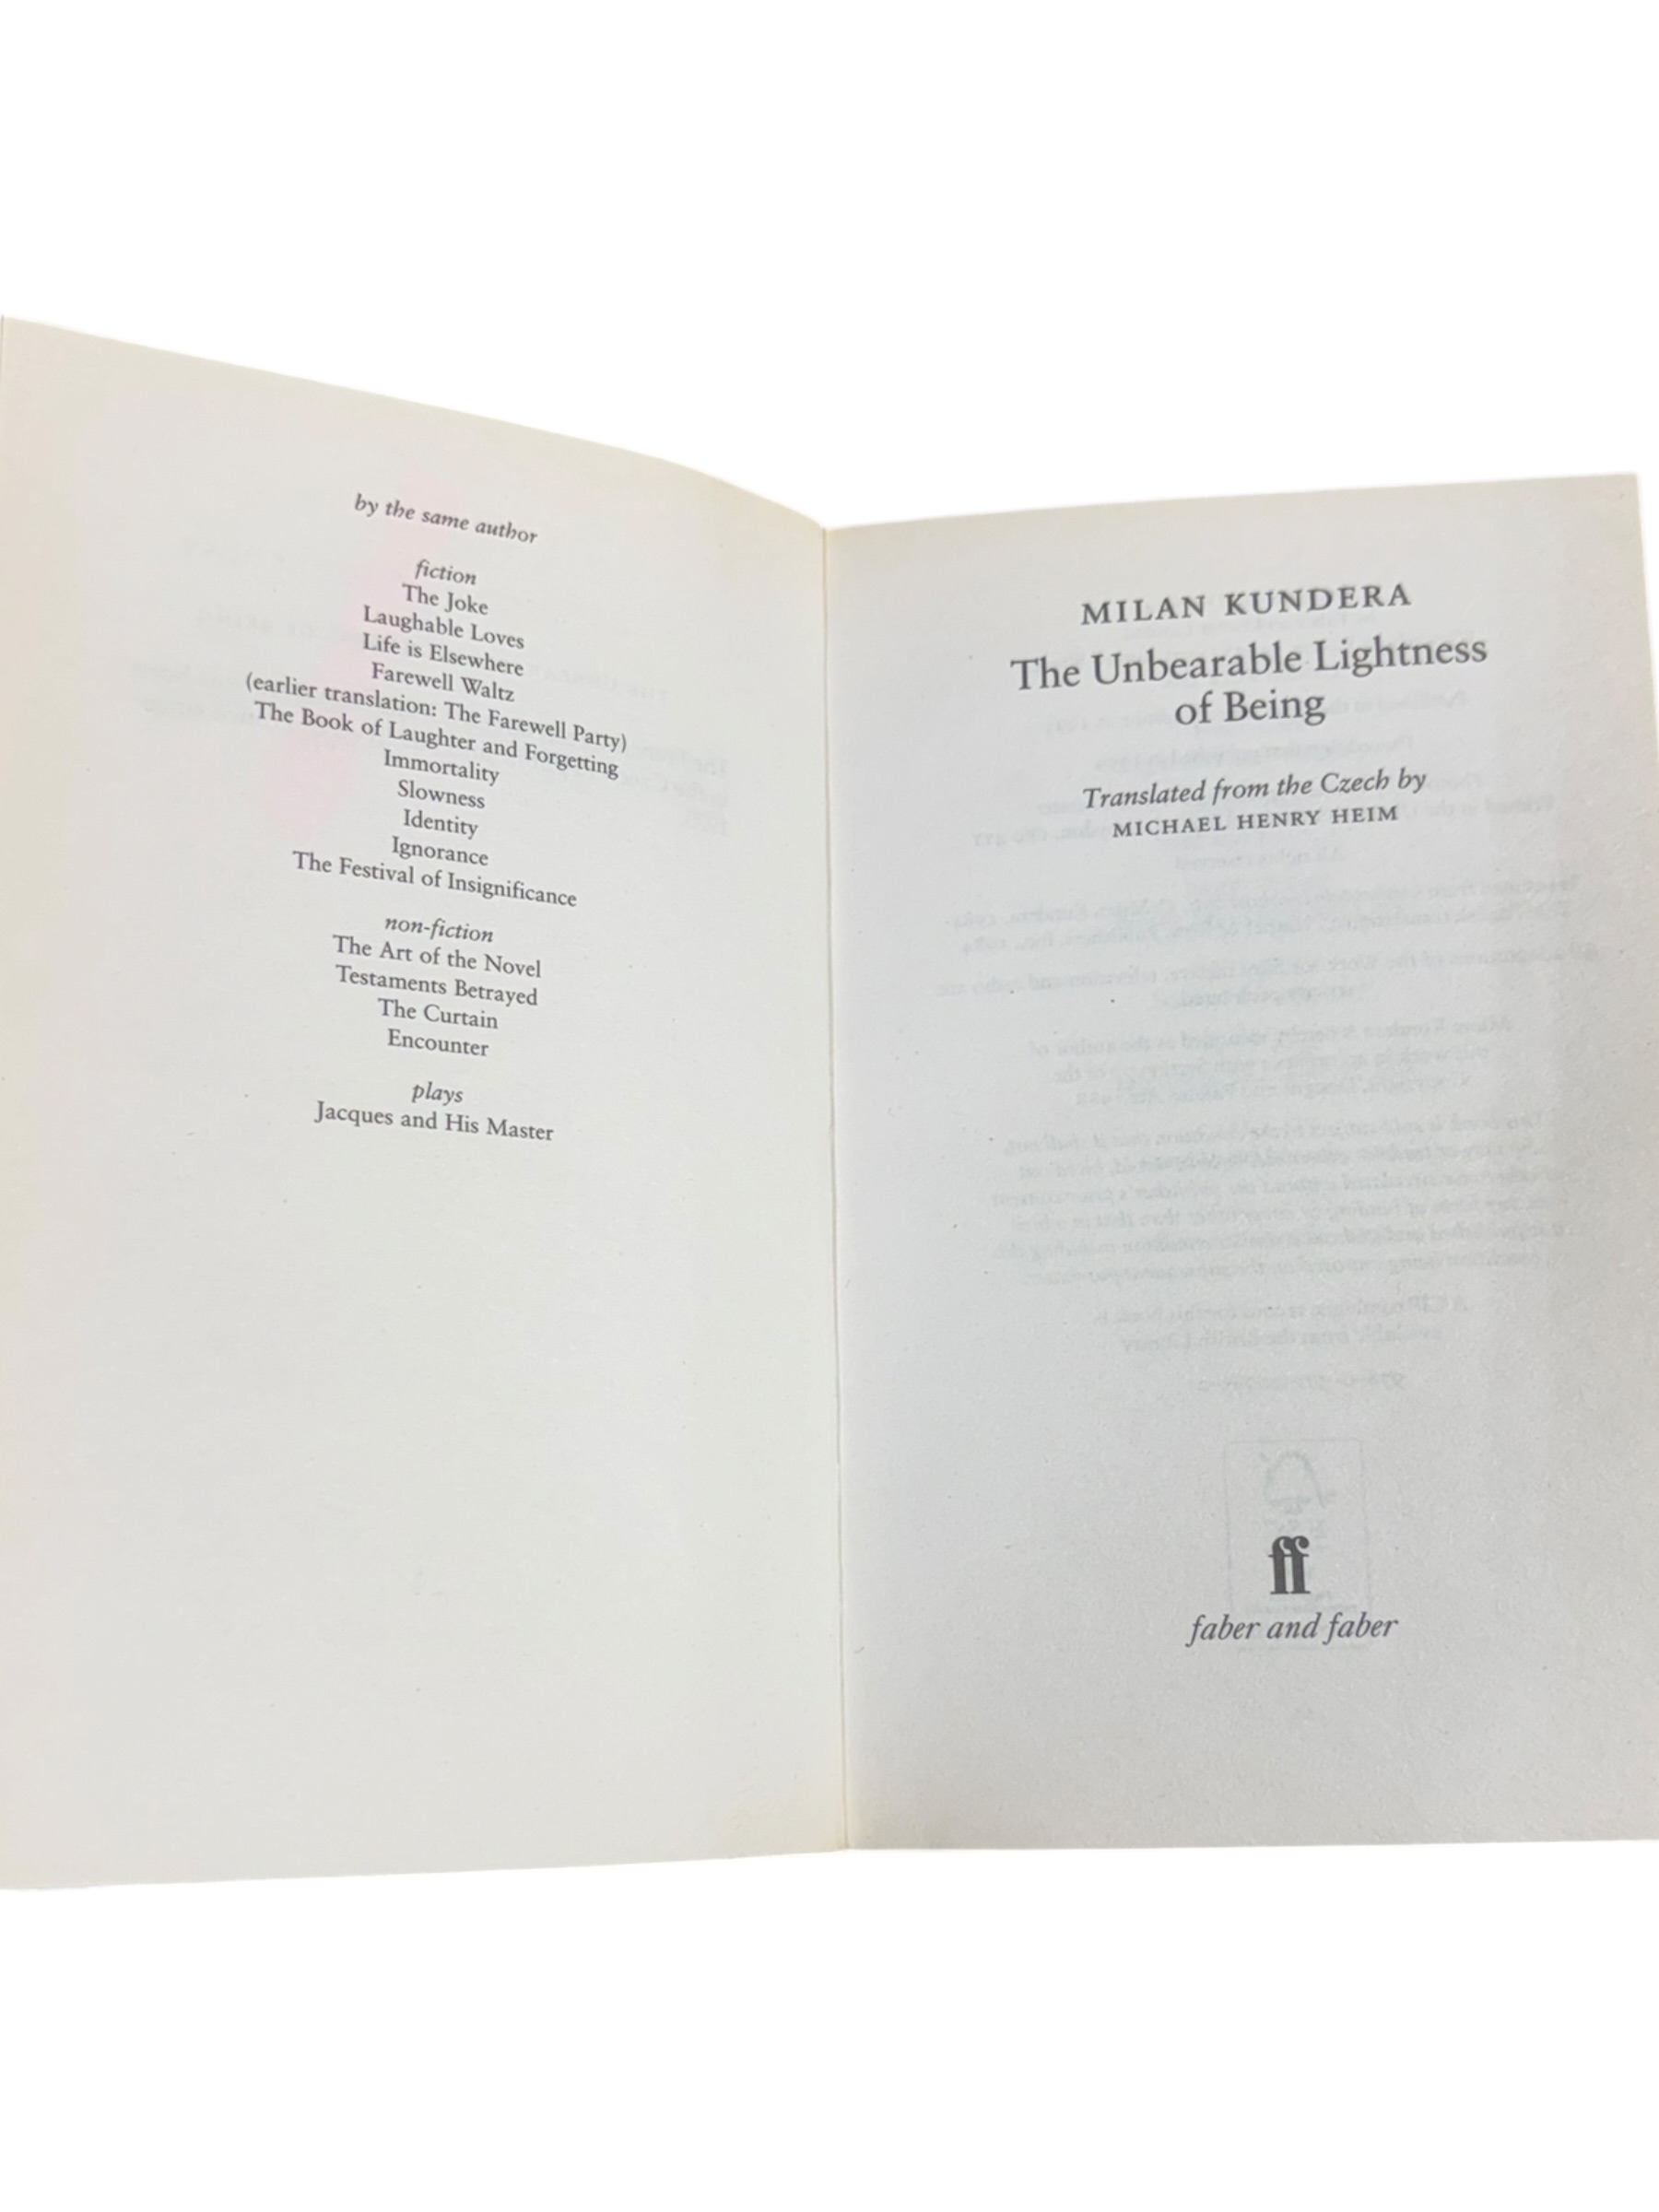 by the same author
fiction
The Joke
Laughable Loves
Life is Elsewhere
Farewell Waltz
(earlier translation: The Farewell Party)
The Book of Laughter and Forgetting
Immortality
Slowness
Identity
Ignorance
The Festival of Insignificance
non-fiction
The Art of the Novel
Testaments Betrayed
The Curtain
Encounter
plays
Jacques and His Master
MILAN KUNDERA
The Unbearable Lightness
of Being
Translated from the Czech by
MICHAEL HENRY HEIM
ff
faber and faber